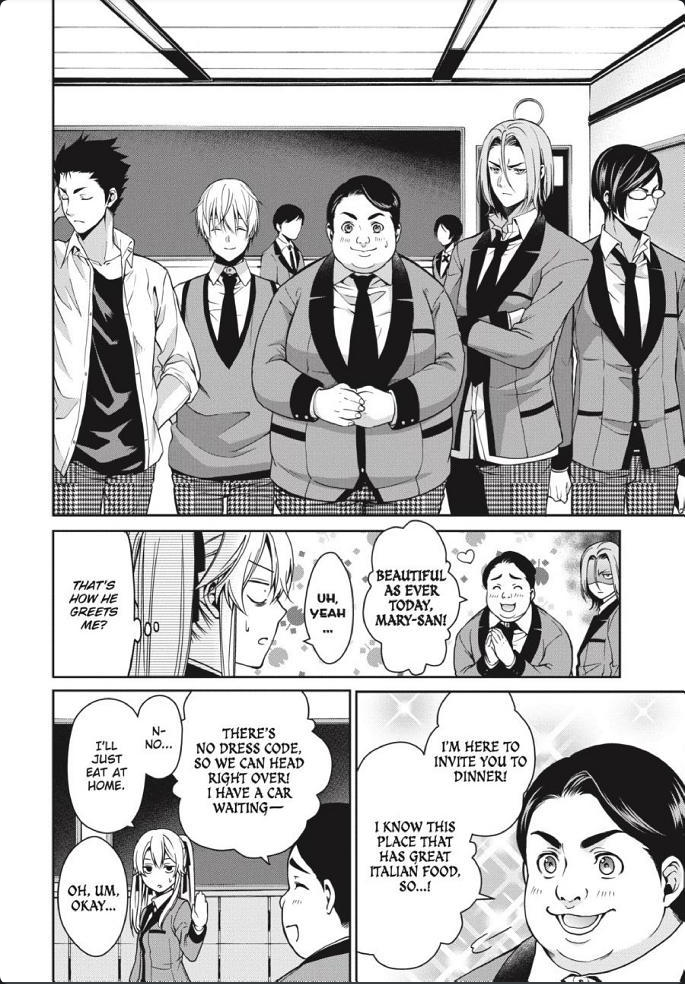 BEAUTIFUL
AS EVER
TODAY,
MARY-SAN!
UH,
YEAH
...
THAT'S
HOW HE
GREETS
ME?
I'M HERE TO
INVITE YOU TO
DINNER!
I KNOW THIS
PLACE THAT
HAS GREAT
ITALIAN FOOD,
SO...!
THERE'S
NO DRESS CODE,
SO WE CAN HEAD
RIGHT OVER!
I HAVE A CAR
WAITING—
N-
NO...
I'LL
JUST
EAT AT
HOME.
OH, UM,
OKAY...